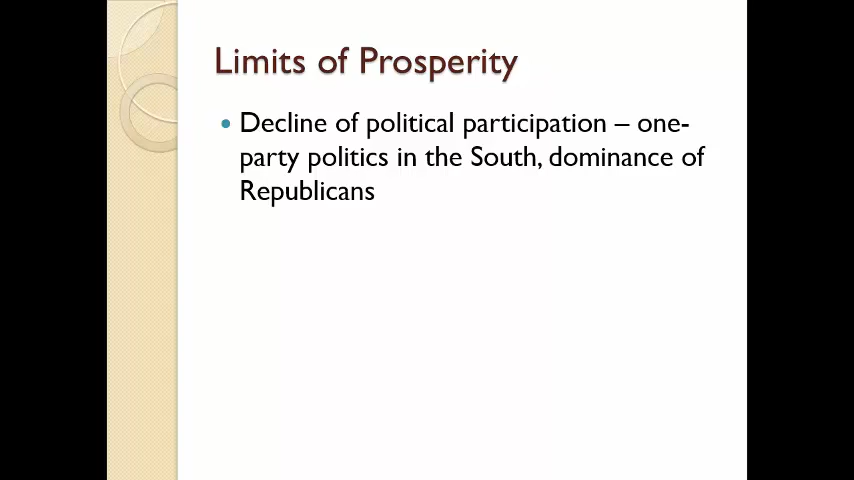 Limits of Prosperity
• Decline of political participation – one-
party politics in the South, dominance of
Republicans